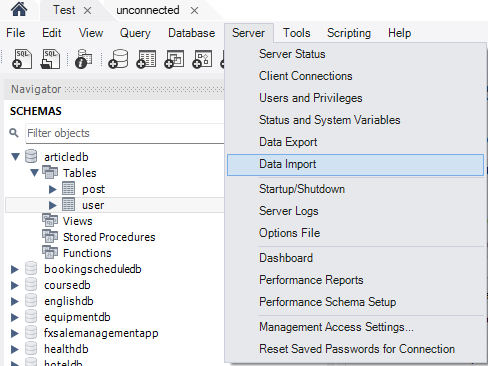 Test
unconnected
File Edit View Query Database Server Tools Scripting Help
SQL SQL
Navigator
SCHEMAS
Filter objects
articledb
Tables
post
user
Views
Stored Procedures
Functions
bookingscheduledb
coursedb
englishdb
equipmentdb
fxsalemanagementapp
healthdb
hoteldb
Server Status
Client Connections
Users and Privileges
Status and System Variables
Data Export
Data Import
Startup/Shutdown
Server Logs
Options File
Dashboard
Performance Reports
Performance Schema Setup
Management Access Settings...
Reset Saved Passwords for Connection